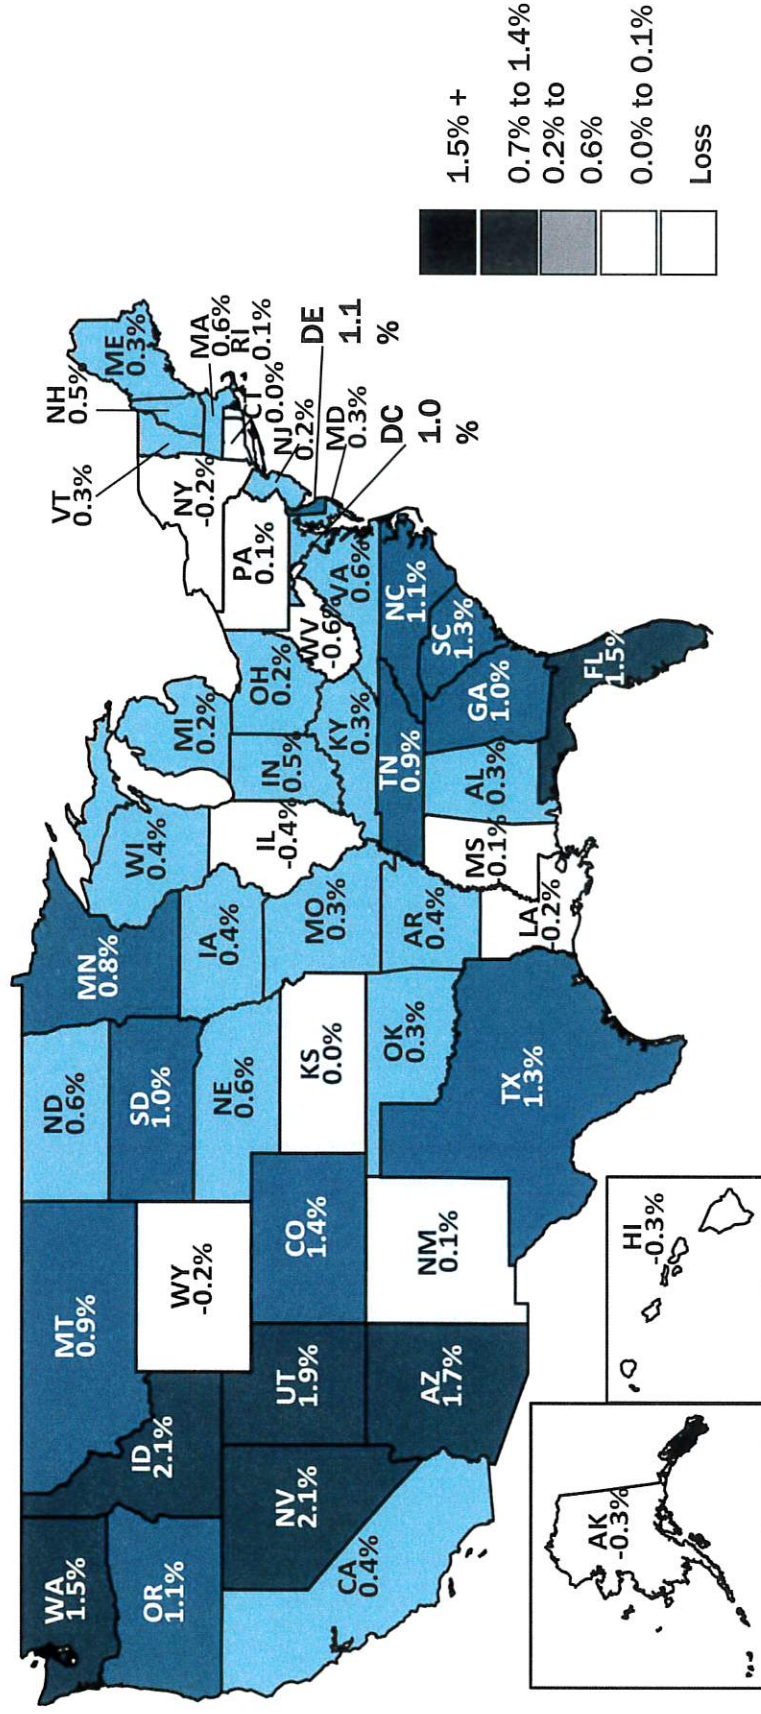 WA
1.5%
OR
1.1%
CA
0.4%
NV
2.1%
ID
2.1%
MT
0.9%
WY
-0.2%
UT
1.9%
AZ
1.7%
CO
1.4%
NM
0.1%
ND
0.6%
SD
1.0%
NE
0.6%
KS
0.0%
OK
0.3%
TX
1.3%
MN
0.8%
IA
0.4%
MO
0.3%
AR
0.4%
LA
-0.2%
WI
0.4%
IL
-0.4%
MS
-0.1%
MI
0.2%
IN
0.5%
OH
0.2%
KY
0.3%
TN
0.9%
AL
0.3%
GA
1.0%
FL
1.5%
SC
1.3%
NC
1.1%
VA
0.6%
WV
-0.6%
PA
0.1%
NY
-0.2%
VT
0.3%
NH
0.5%
ME
0.3%
MA
0.6%
RI
0.1%
CT
0.0%
NJ
0.2%
DE
1.1
%
MD
0.3%
DC
1.0
%
AK
-0.3%
HI
-0.3%
1.5% +
0.7% to 1.4%
0.2% to
0.6%
0.0% to 0.1%
Loss